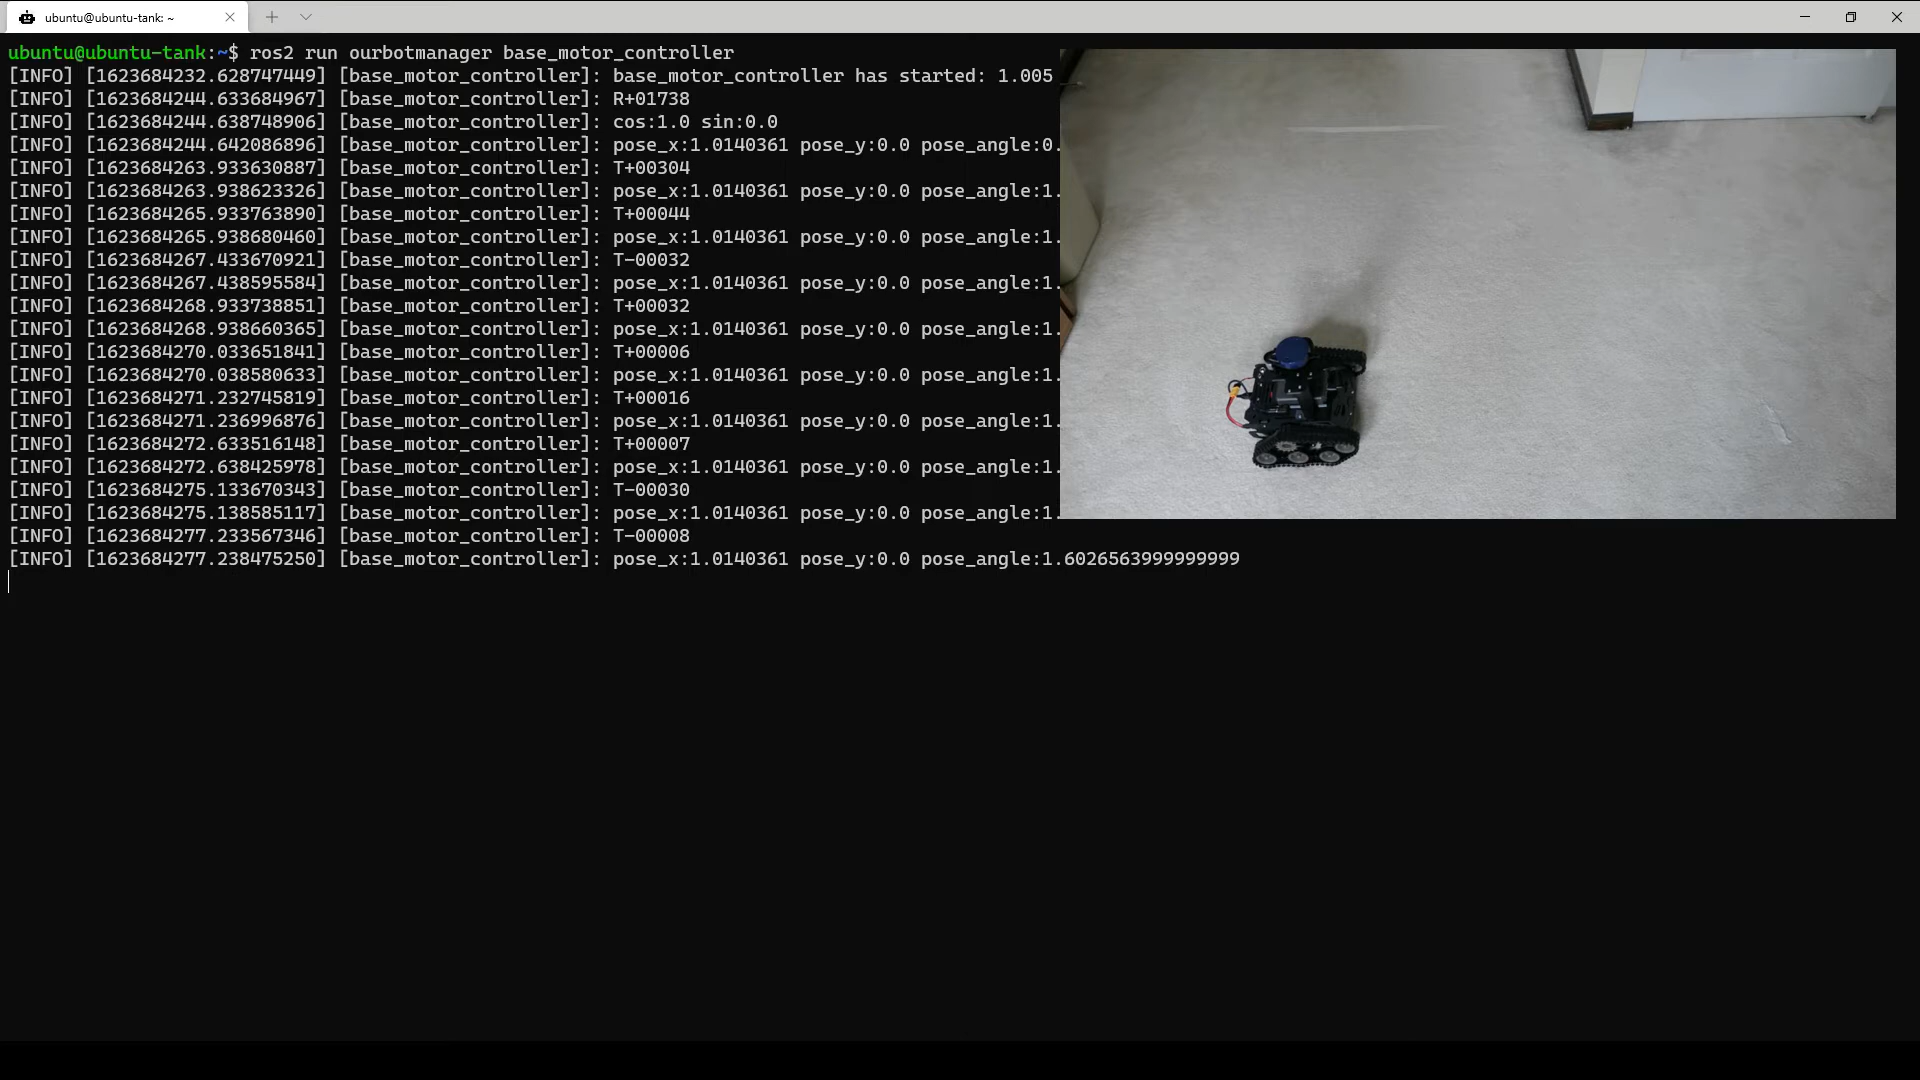 ubuntu@ubuntu-tank: ~
ubuntu@ubuntu-tank:~$ ros2 run ourbotmanager base_motor_controller
[INFO] [1623684232.628747449] [base_motor_controller]: base_motor_controller has started: 1.005
[INFO] [1623684244.633684967] [base_motor_controller]: R+01738
[INFO] [1623684244.638748906] [base_motor_controller]: cos:1.0 sin:0.0
[INFO] [1623684244.642086896] [base_motor_controller]: pose_x:1.0140361 pose_y:0.0 pose_angle:0.
[INFO] [1623684263.933630887] [base_motor_controller]: T+00304
[INFO] [1623684263.938623326] [base_motor_controller]: pose_x:1.0140361 pose_y:0.0 pose_angle:1.
[INFO] [1623684265.933763890] [base_motor_controller]: T+00044
[INFO] [1623684265.938680460] [base_motor_controller]: pose_x:1.0140361 pose_y:0.0 pose_angle:1.
[INFO] [1623684267.433670921] [base_motor_controller]: T-00032
[INFO] [1623684267.438595584] [base_motor_controller]: pose_x:1.0140361 pose_y:0.0 pose_angle:1.
[INFO] [1623684268.933738851] [base_motor_controller]: T+00032
[INFO] [1623684268.938660365] [base_motor_controller]: pose_x:1.0140361 pose_y:0.0 pose_angle:1.
[INFO] [1623684270.033651841] [base_motor_controller]: T+00006
[INFO] [1623684270.038580633] [base_motor_controller]: pose_x:1.0140361 pose_y:0.0 pose_angle:1.
[INFO] [1623684271.232745819] [base_motor_controller]: T+00016
[INFO] [1623684271.236996876] [base_motor_controller]: pose_x:1.0140361 pose_y:0.0 pose_angle:1.
[INFO] [1623684272.633516148] [base_motor_controller]: T+00007
[INFO] [1623684272.638425978] [base_motor_controller]: pose_x:1.0140361 pose_y:0.0 pose_angle:1.
[INFO] [1623684275.133670343] [base_motor_controller]: T-00030
[INFO] [1623684275.138585117] [base_motor_controller]: pose_x:1.0140361 pose_y:0.0 pose_angle:1.
[INFO] [1623684277.233567346] [base_motor_controller]: T-00008
[INFO] [1623684277.238475250] [base_motor_controller]: pose_x:1.0140361 pose_y:0.0 pose_angle:1.6026563999999999